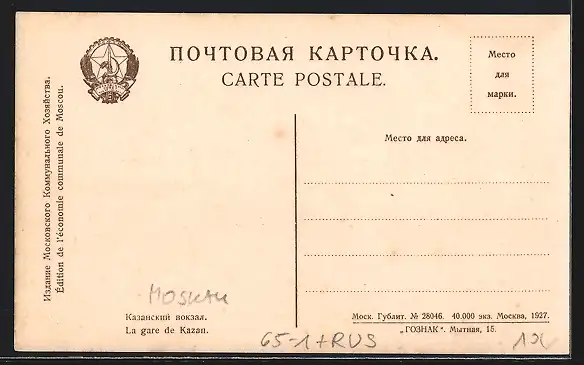 ПОЧТОВАЯ КАРТОЧКА.
CARTE POSTALE.
Место
для
марки.
Место для адреса.
Издание Московского Коммунального Хозяйства.
Édition de l'économie communale de Moscou.
MOSKAU
Казанский вокзал.
La gare de Kazan.
Моск. Гублит. № 28046. 40.000 экз. Москва, 1927.
„ГОЗНАК“. Мытная, 15.
65-1+RUS